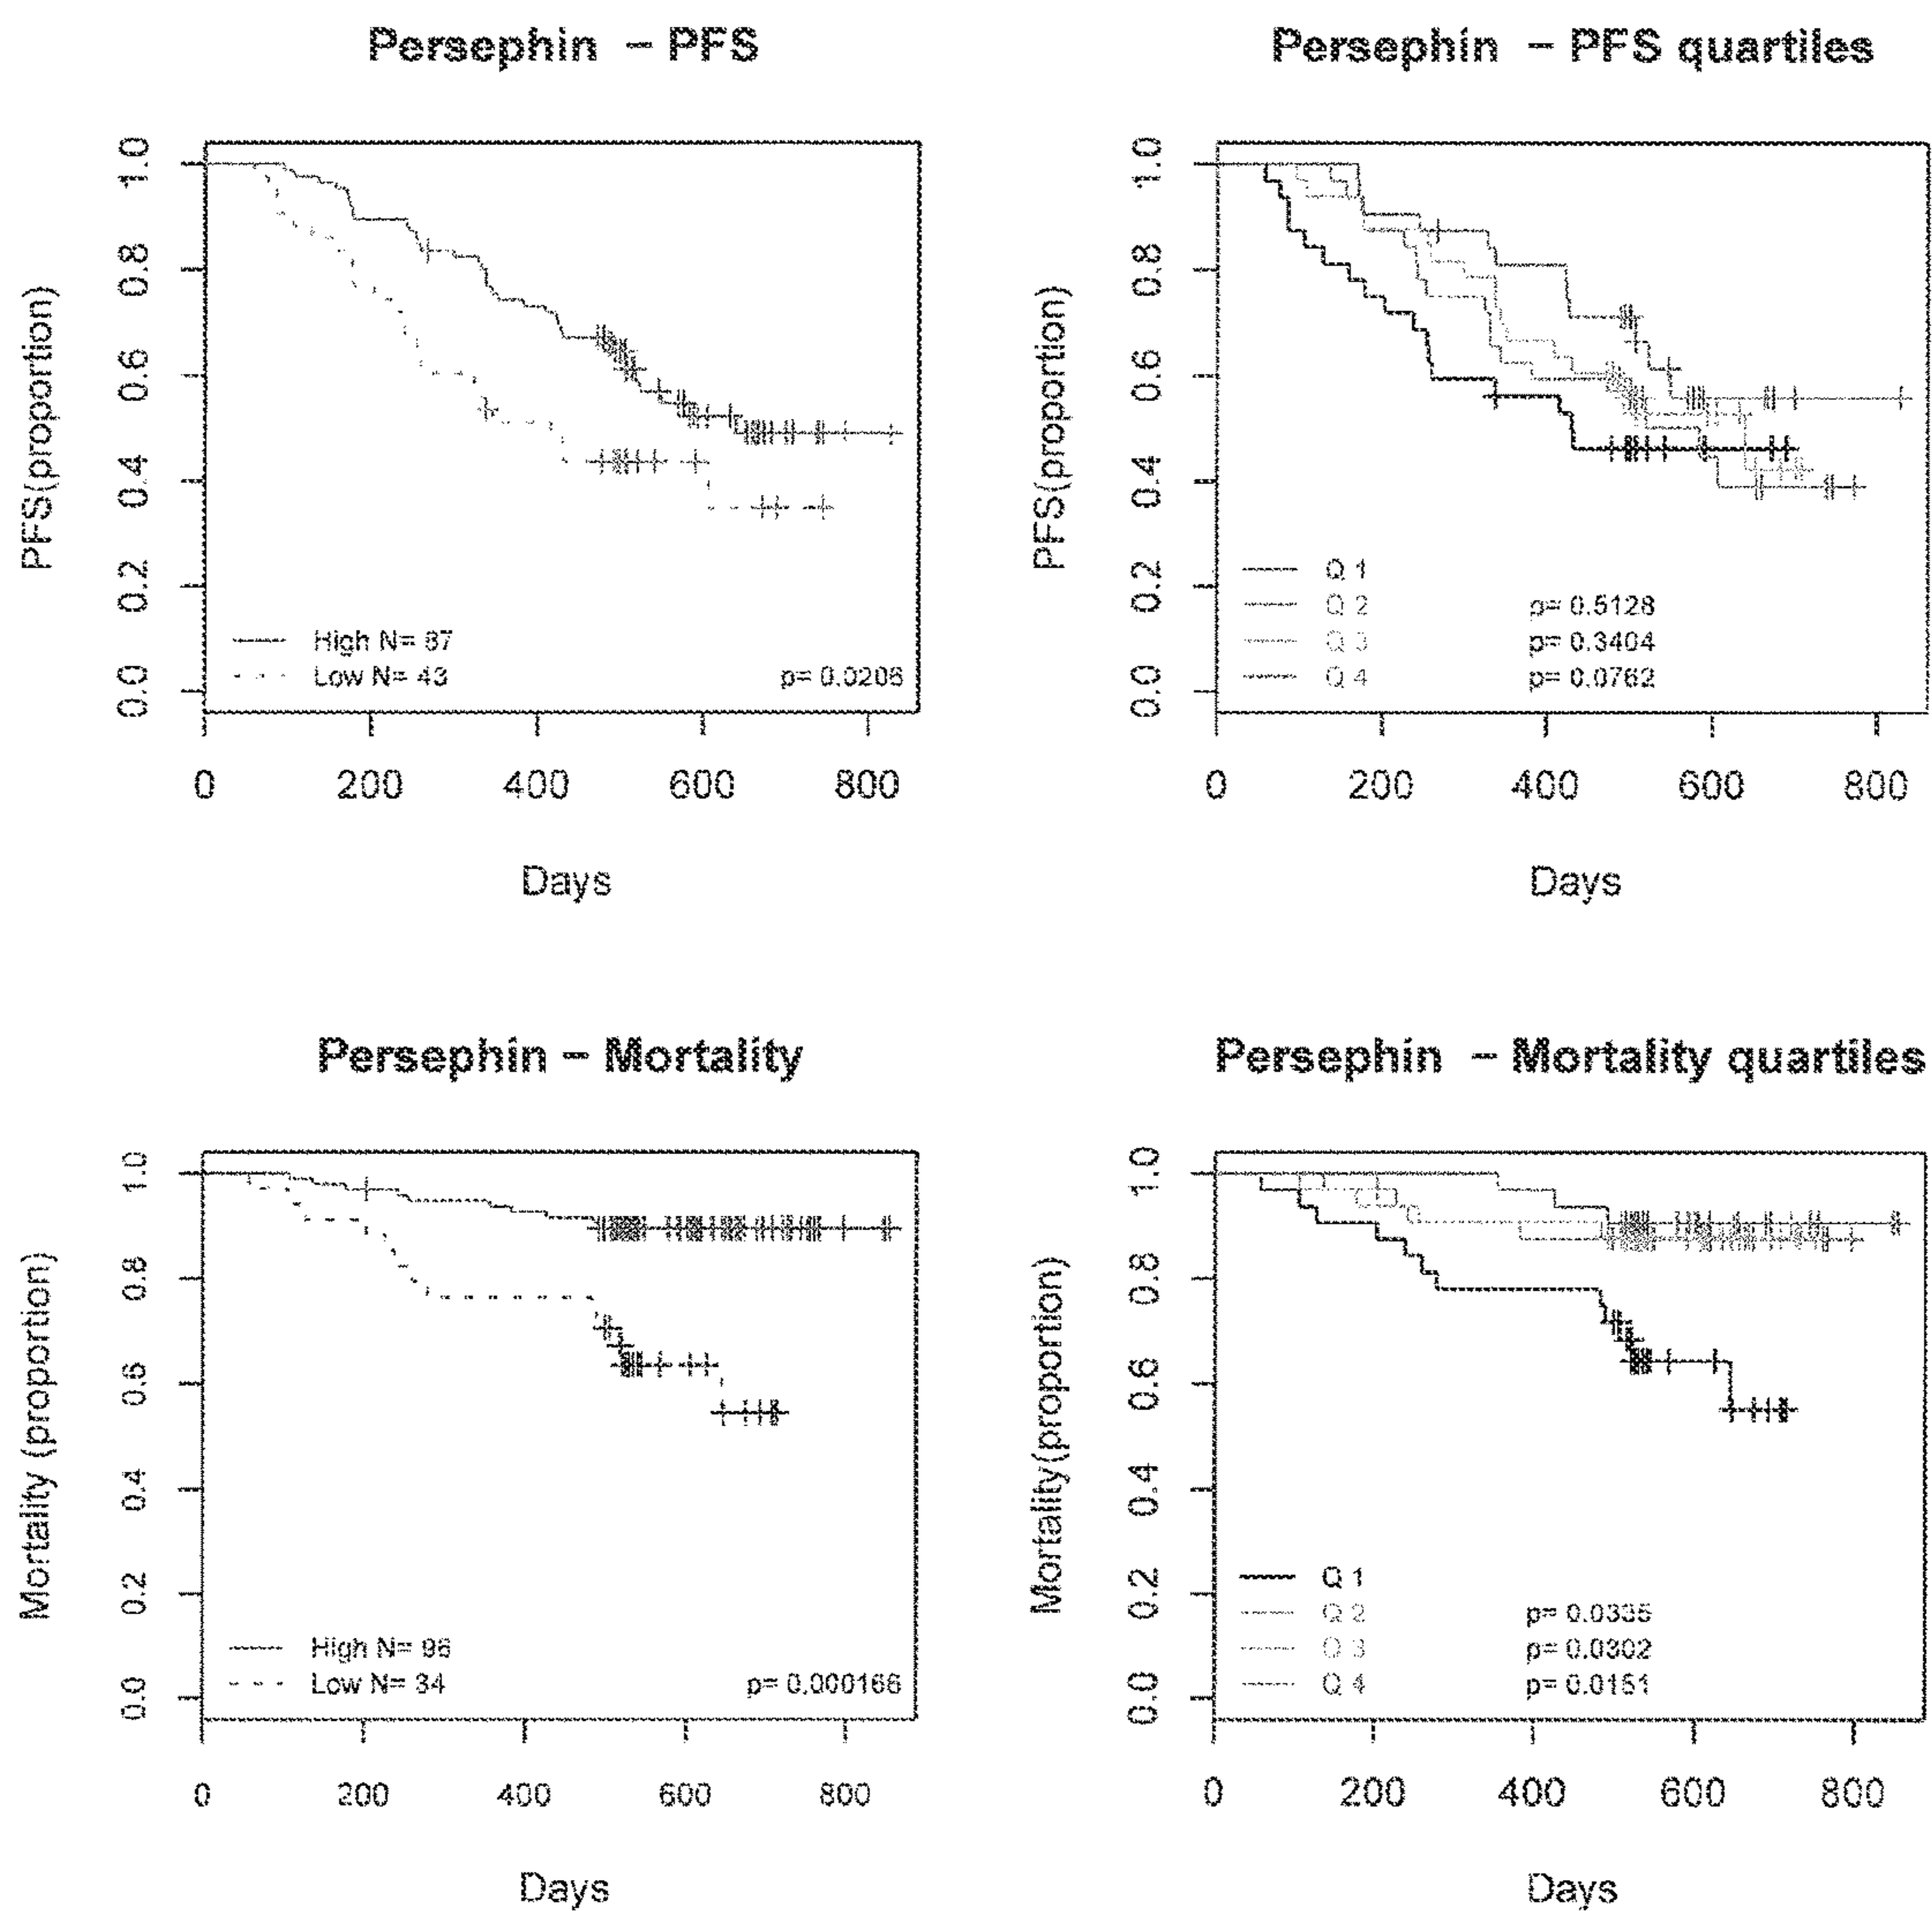 Persephin – PFS
PFS(proportion)
1.0
0.8
0.6
0.4
0.2
0.0
High N= 87
Low N= 43
p= 0.0206
0 200 400 600 800
Days
Persephin – PFS quartiles
PFS(proportion)
1.0
0.8
0.6
0.4
0.2
0.0
Q 1
Q 2 p= 0.5128
Q 3 p= 0.3404
Q 4 p= 0.0762
0 200 400 600 800
Days
Persephin – Mortality
Mortality (proportion)
1.0
0.8
0.6
0.4
0.2
0.0
High N= 96
Low N= 34
p= 0.000166
0 200 400 600 800
Days
Persephin – Mortality quartiles
Mortality(proportion)
1.0
0.8
0.6
0.4
0.2
0.0
Q 1
Q 2 p= 0.0335
Q 3 p= 0.0302
Q 4 p= 0.0151
0 200 400 600 800
Days